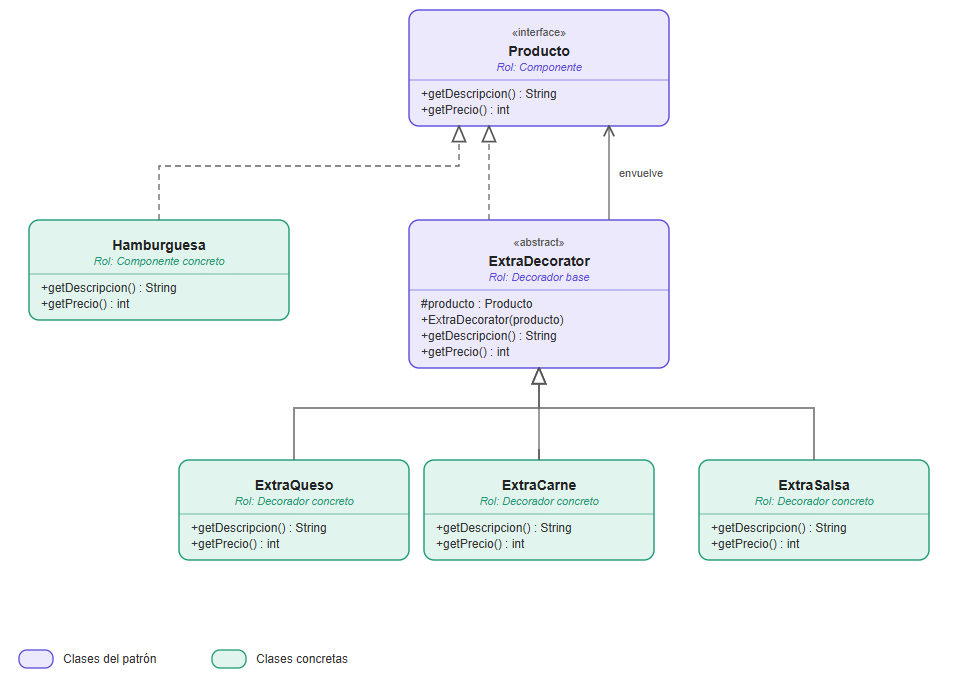 «interface»
Producto
Rol: Componente
+getDescripcion() : String
+getPrecio() : int
envuelve
Hamburguesa
Rol: Componente concreto
+getDescripcion() : String
+getPrecio() : int
«abstract»
ExtraDecorator
Rol: Decorador base
#producto : Producto
+ExtraDecorator(producto)
+getDescripcion() : String
+getPrecio() : int
ExtraQueso
Rol: Decorador concreto
+getDescripcion() : String
+getPrecio() : int
ExtraCarne
Rol: Decorador concreto
+getDescripcion() : String
+getPrecio() : int
ExtraSalsa
Rol: Decorador concreto
+getDescripcion() : String
+getPrecio() : int
Clases del patrón
Clases concretas